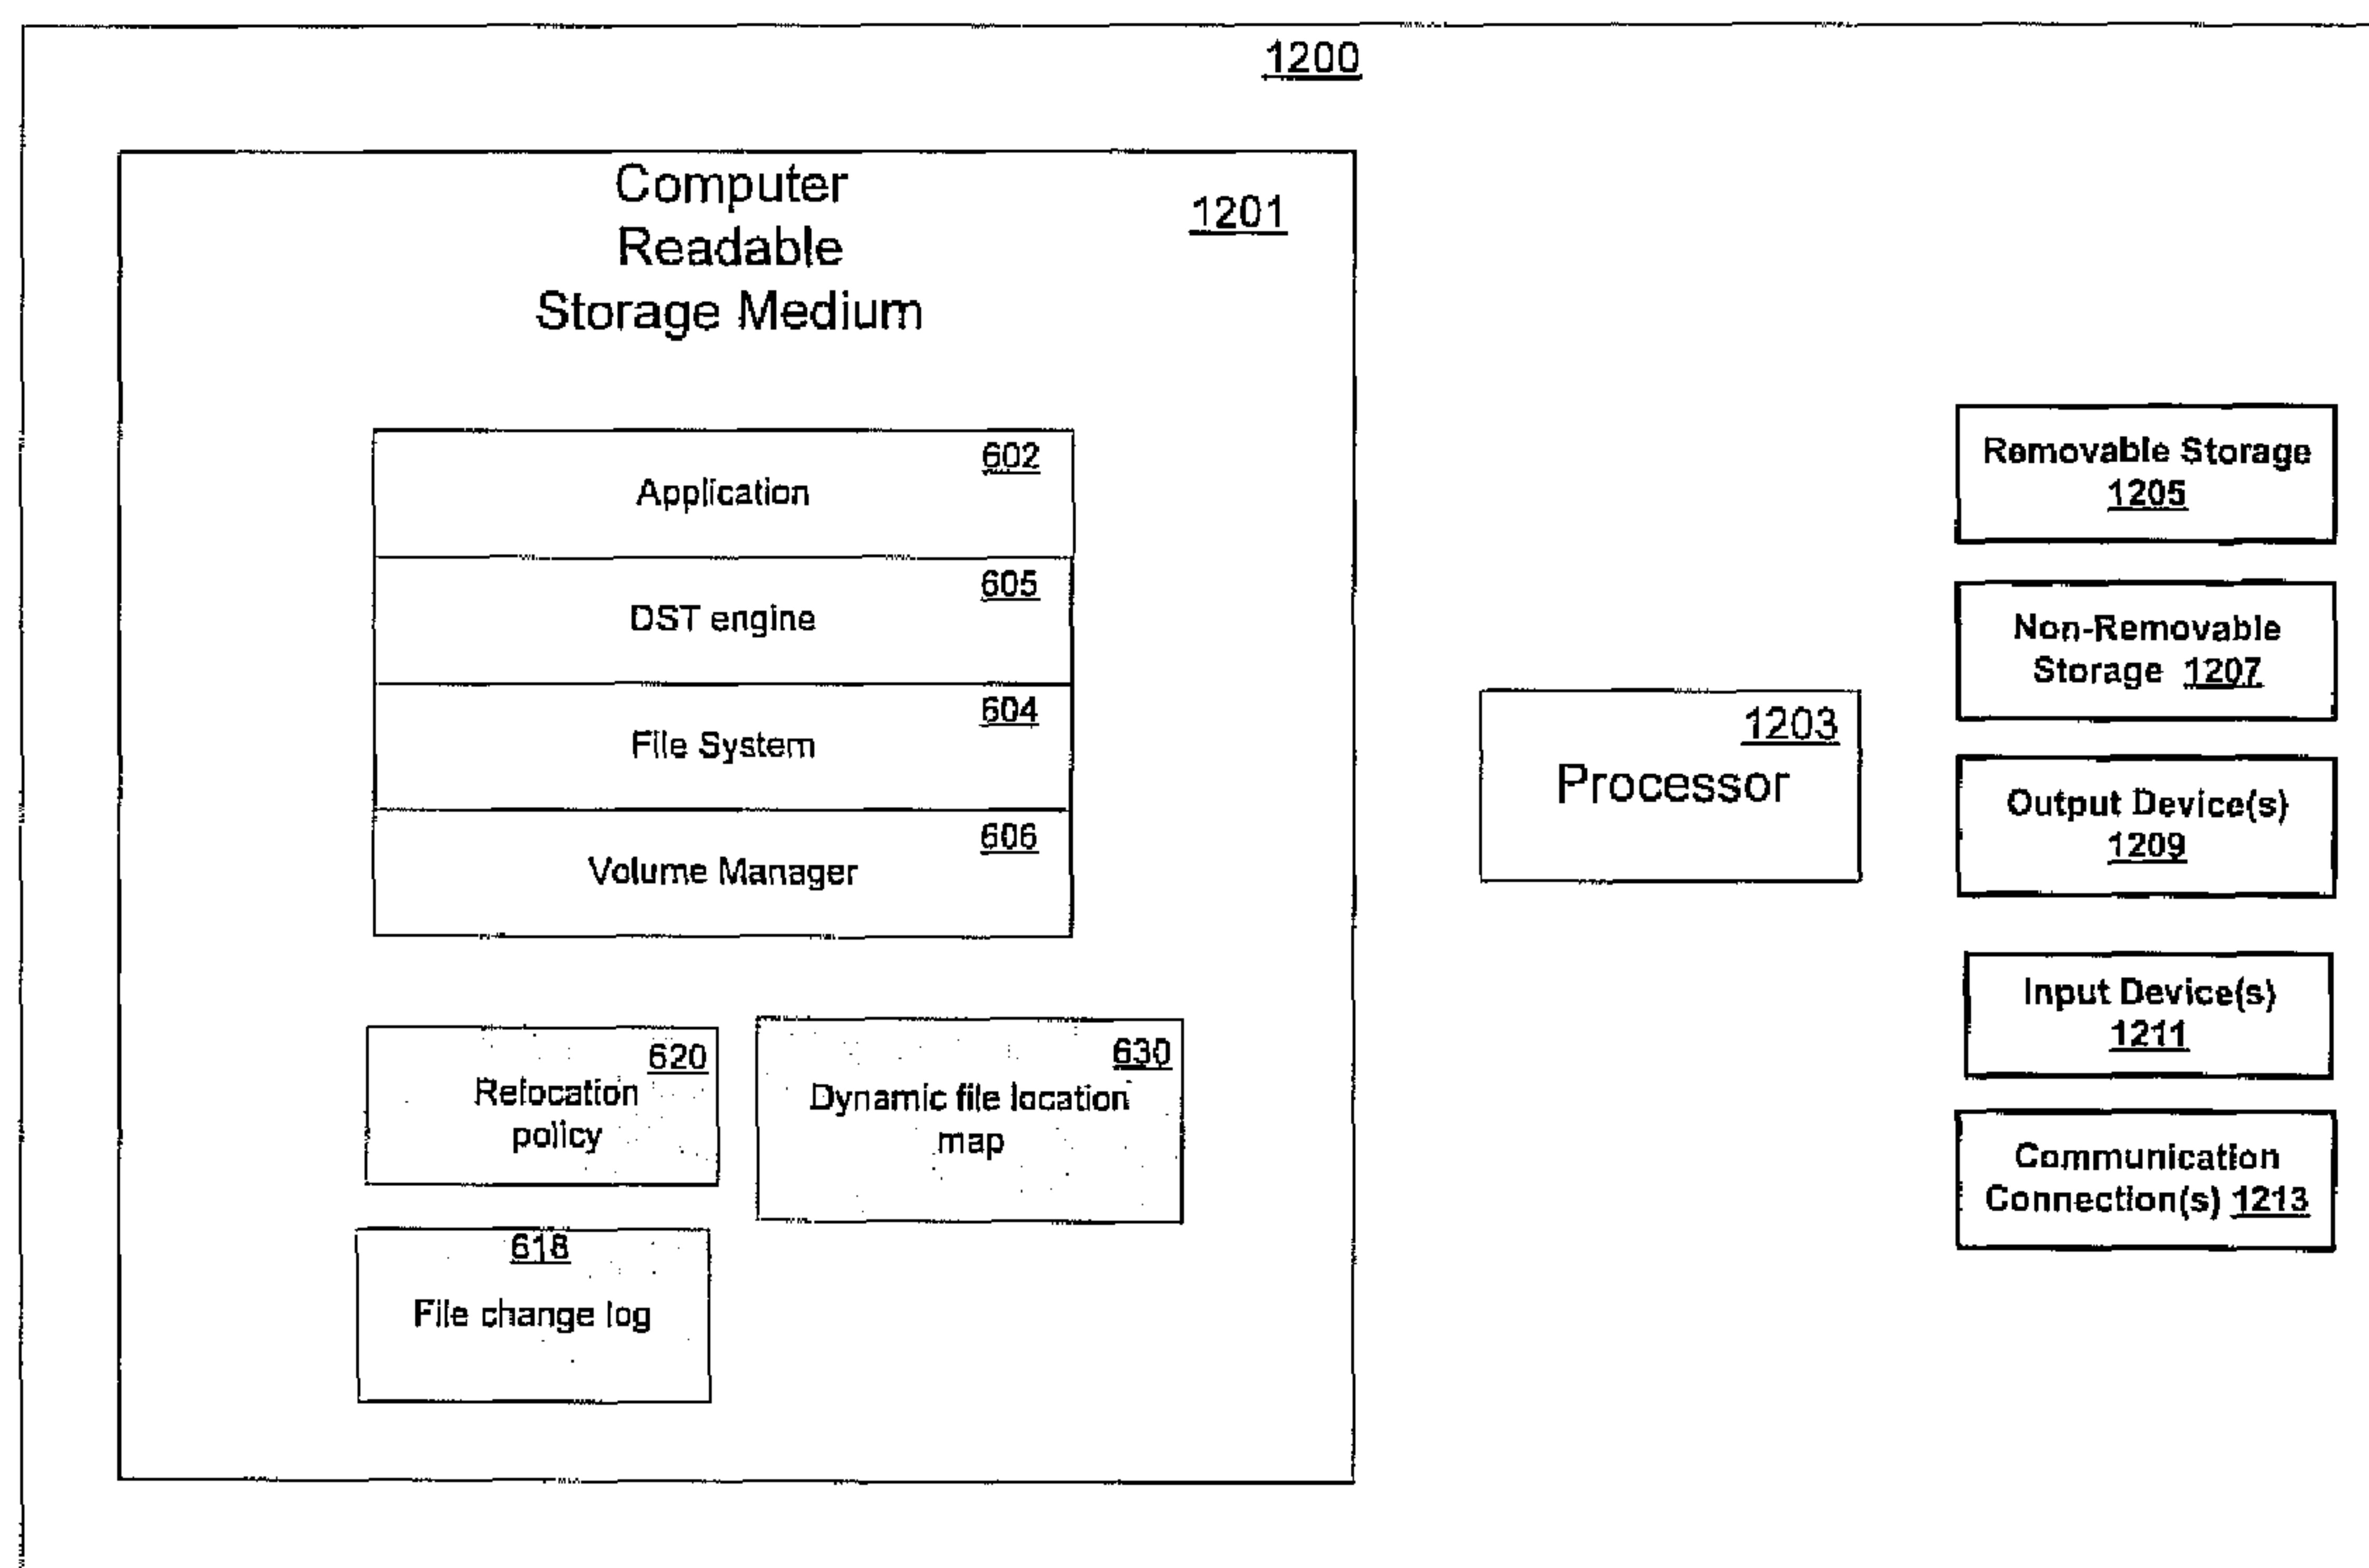 1200
Computer
Readable
Storage Medium
1201
602
Application
605
DST engine
604
File System
606
Volume Manager
620
Relocation
policy
630
Dynamic file location
map
618
File change log
1203
Processor
Removable Storage
1205
Non-Removable
Storage 1207
Output Device(s)
1209
Input Device(s)
1211
Communication
Connection(s) 1213